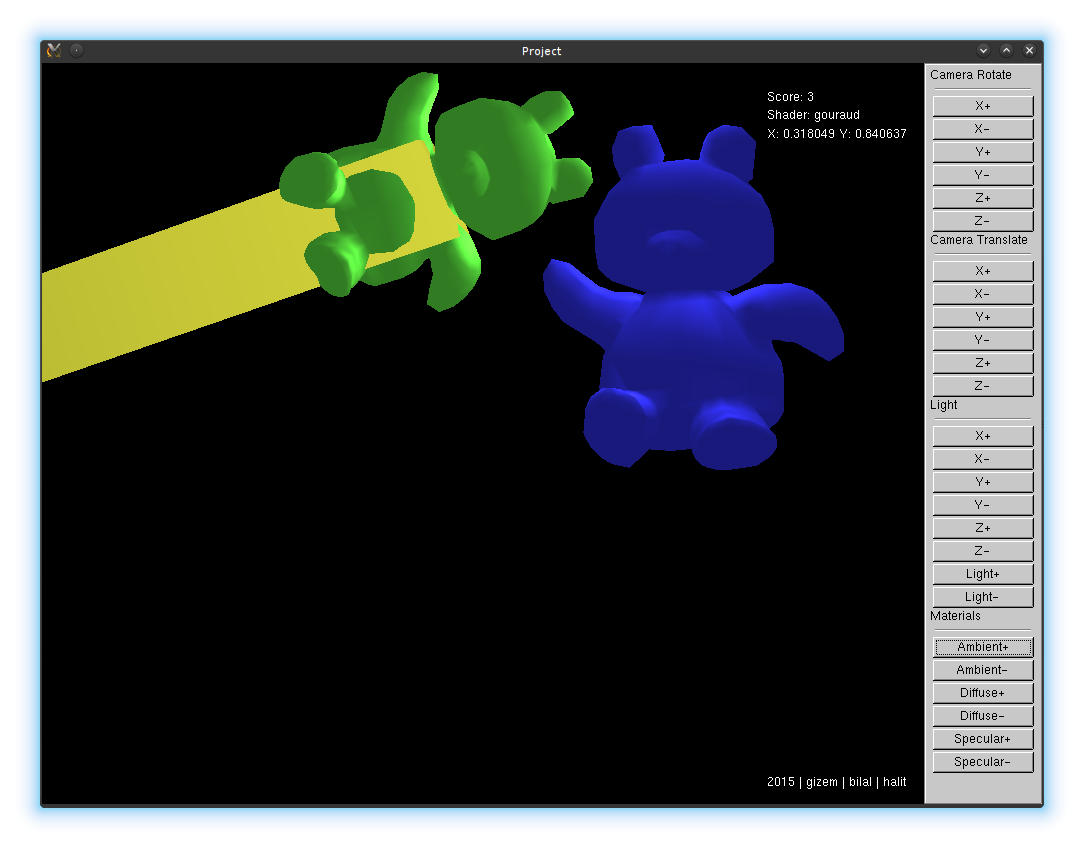 Project
Score: 3
Shader: gouraud
X: 0.318049 Y: 0.840637
2015 | gizem | bilal | halit
Camera Rotate
X+
X-
Y+
Y-
Z+
Z-
Camera Translate
X+
X-
Y+
Y-
Z+
Z-
Light
X+
X-
Y+
Y-
Z+
Z-
Light+
Light-
Materials
Ambient+
Ambient-
Diffuse+
Diffuse-
Specular+
Specular-